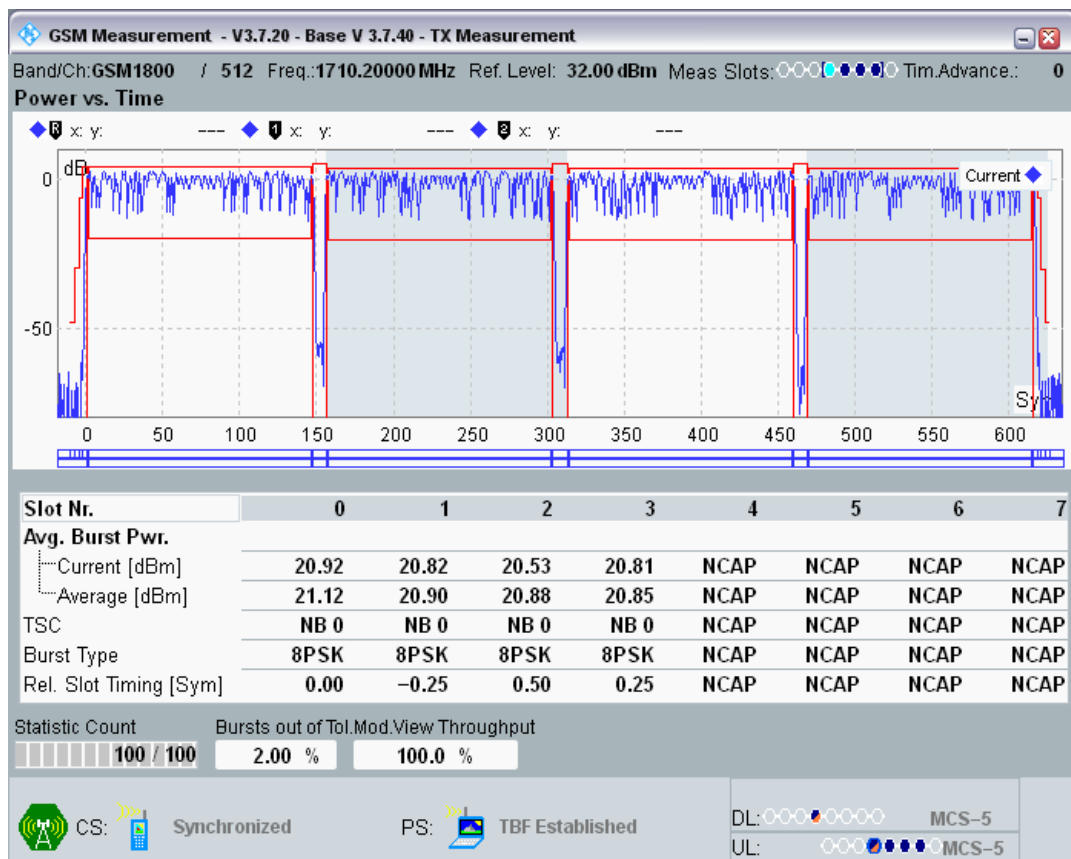 GSM Measurement - V3.7.20 - Base V 3.7.40 - TX Measurement
Band/Ch:GSM1800 / 512 Freq.:1710.20000 MHz Ref. Level: 32.00 dBm Meas Slots: Tim.Advance.: 0
Power vs. Time
R x: y: --- 1 x: y: --- 2 x: y: ---
dB
Current
0
-50
Sy
0 50 100 150 200 250 300 350 400 450 500 550 600
Slot Nr. 0 1 2 3 4 5 6 7
Avg. Burst Pwr.
Current [dBm] 20.92 20.82 20.53 20.81 NCAP NCAP NCAP NCAP
Average [dBm] 21.12 20.90 20.88 20.85 NCAP NCAP NCAP NCAP
TSC NB 0 NB 0 NB 0 NB 0 NCAP NCAP NCAP NCAP
Burst Type 8PSK 8PSK 8PSK 8PSK NCAP NCAP NCAP NCAP
Rel. Slot Timing [Sym] 0.00 −0.25 0.50 0.25 NCAP NCAP NCAP NCAP
Statistic Count Bursts out of Tol.Mod.View Throughput
100 / 100 2.00 % 100.0 %
CS: Synchronized PS: TBF Established
DL: MCS−5
UL: MCS−5